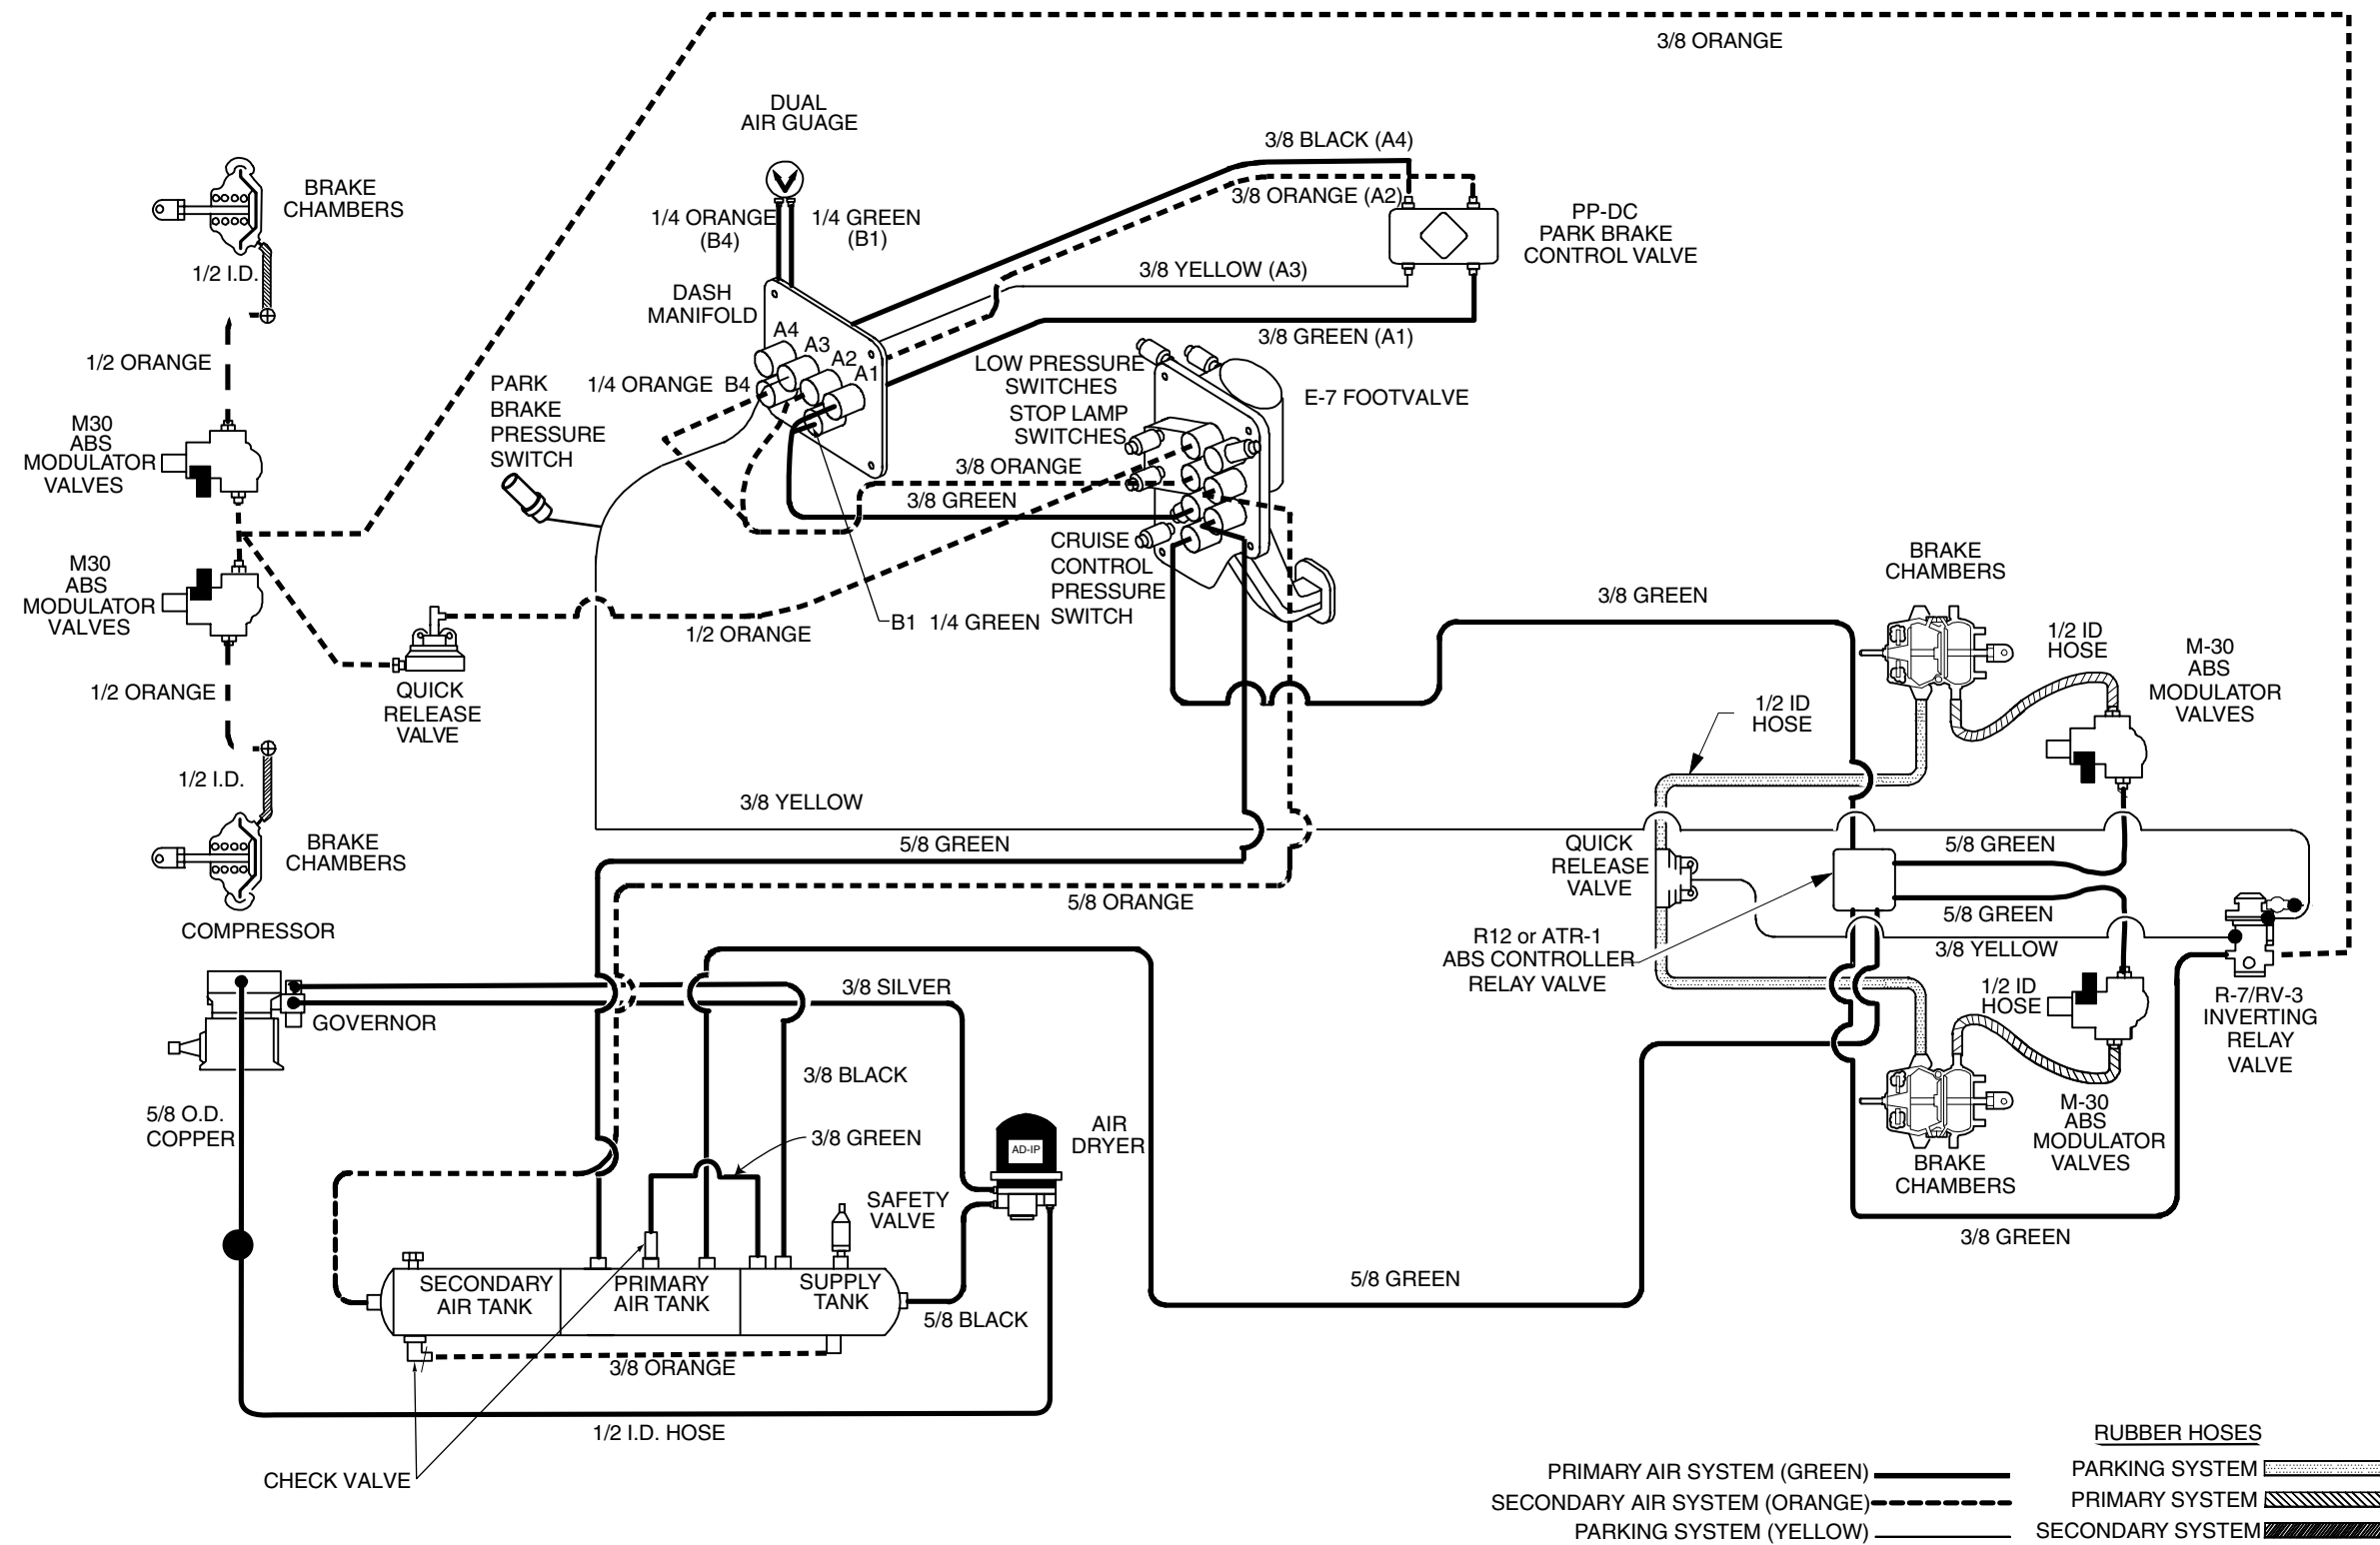 3/8 ORANGE
DUAL
AIR GUAGE
3/8 BLACK (A4)
3/8 ORANGE (A2)
BRAKE
CHAMBERS
1/4 ORANGE
(B4)
1/4 GREEN
(B1)
PP-DC
PARK BRAKE
CONTROL VALVE
1/2 I.D.
3/8 YELLOW (A3)
DASH
MANIFOLD
A4
A3
A2
A1
3/8 GREEN (A1)
1/2 ORANGE
PARK
BRAKE
PRESSURE
SWITCH
1/4 ORANGE B4
LOW PRESSURE
SWITCHES
STOP LAMP
SWITCHES
E-7 FOOTVALVE
M30
ABS
MODULATOR
VALVES
3/8 ORANGE
3/8 GREEN
M30
ABS
MODULATOR
VALVES
CRUISE
CONTROL
PRESSURE
SWITCH
B1 1/4 GREEN
1/2 ORANGE
1/2 ORANGE
QUICK
RELEASE
VALVE
3/8 GREEN
BRAKE
CHAMBERS
1/2 ID
HOSE
M-30
ABS
MODULATOR
VALVES
1/2 ID
HOSE
1/2 I.D.
3/8 YELLOW
5/8 GREEN
BRAKE
CHAMBERS
QUICK
RELEASE
VALVE
5/8 GREEN
5/8 ORANGE
5/8 GREEN
3/8 YELLOW
COMPRESSOR
R12 or ATR-1
ABS CONTROLLER
RELAY VALVE
3/8 SILVER
GOVERNOR
1/2 ID
HOSE
R-7/RV-3
INVERTING
RELAY
VALVE
3/8 BLACK
5/8 O.D.
COPPER
3/8 GREEN
AIR
DRYER
AD-IP
M-30
ABS
MODULATOR
VALVES
BRAKE
CHAMBERS
SAFETY
VALVE
3/8 GREEN
SECONDARY
AIR TANK
PRIMARY
AIR TANK
SUPPLY
TANK
5/8 GREEN
5/8 BLACK
3/8 ORANGE
1/2 I.D. HOSE
CHECK VALVE
PRIMARY AIR SYSTEM (GREEN)
SECONDARY AIR SYSTEM (ORANGE)
PARKING SYSTEM (YELLOW)
RUBBER HOSES
PARKING SYSTEM
PRIMARY SYSTEM
SECONDARY SYSTEM